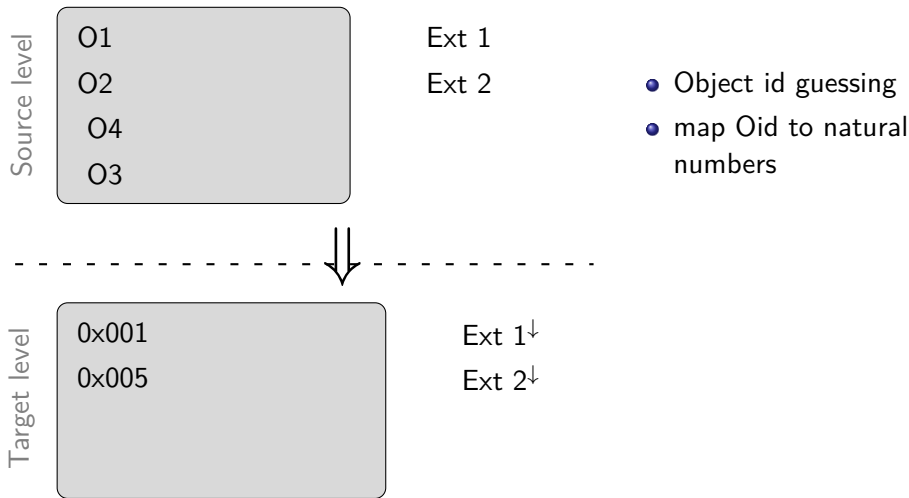 Source level
O1
O2
O4
O3
Ext 1
Ext 2
Object id guessing
map Oid to natural
numbers
Target level
0x001
0x005
Ext 1↓
Ext 2↓